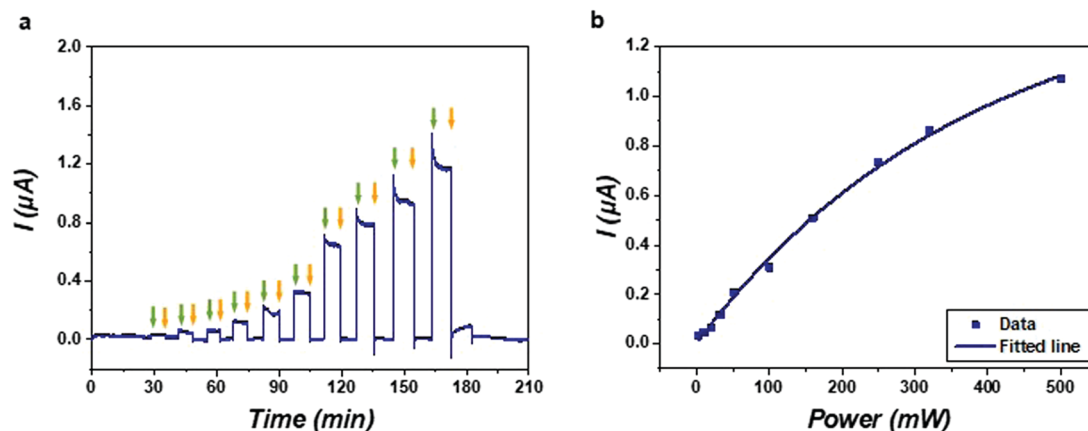 a
2.0
1.6
1.2
0.8
0.4
0.0
I (μA)
0 30 60 90 120 150 180 210
Time (min)
b
1.2
1.0
0.8
0.6
0.4
0.2
0.0
I (μA)
Data
Fitted line
0 100 200 300 400 500
Power (mW)